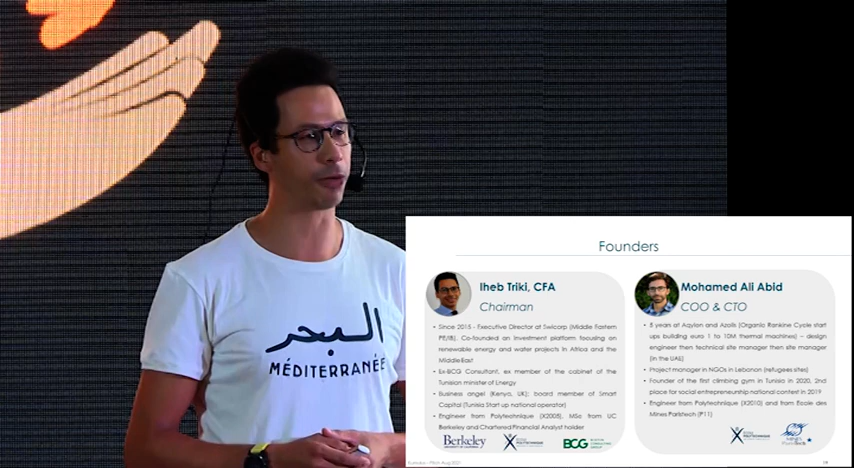 البحر
MÉDITERRANÉE
Founders
Iheb Triki, CFA
Chairman
• Since 2015 - Executive Director at Swicorp (Middle Eastern
PE/IB). Co-founded an investment platform focusing on
renewable energy and water projects in Africa and the
Middle East
• Ex-BCG Consultant, ex member of the cabinet of the
Tunisian minister of Energy
• Business angel (Kenya, UK); board member of Smart
Capital (Tunisia Start up national operator)
• Engineer from Polytechnique (X2005), MSc from UC
Berkeley and Chartered Financial Analyst holder
Berkeley
BCG
Mohamed Ali Abid
COO & CTO
• 5 years at Aqylon and Azolis (Organic Rankine Cycle start
ups building euro 1 to 10M thermal machines) – design
engineer then technical site manager then site manager
(in the UAE)
• Project manager in NGOs in Lebanon (refugees sites)
• Founder of the first climbing gym in Tunisia in 2020, 2nd
place for social entrepreneurship national contest in 2019
• Engineer from Polytechnique (X2010) and from Ecole des
Mines Paristech (P11)
MINES
ParisTech